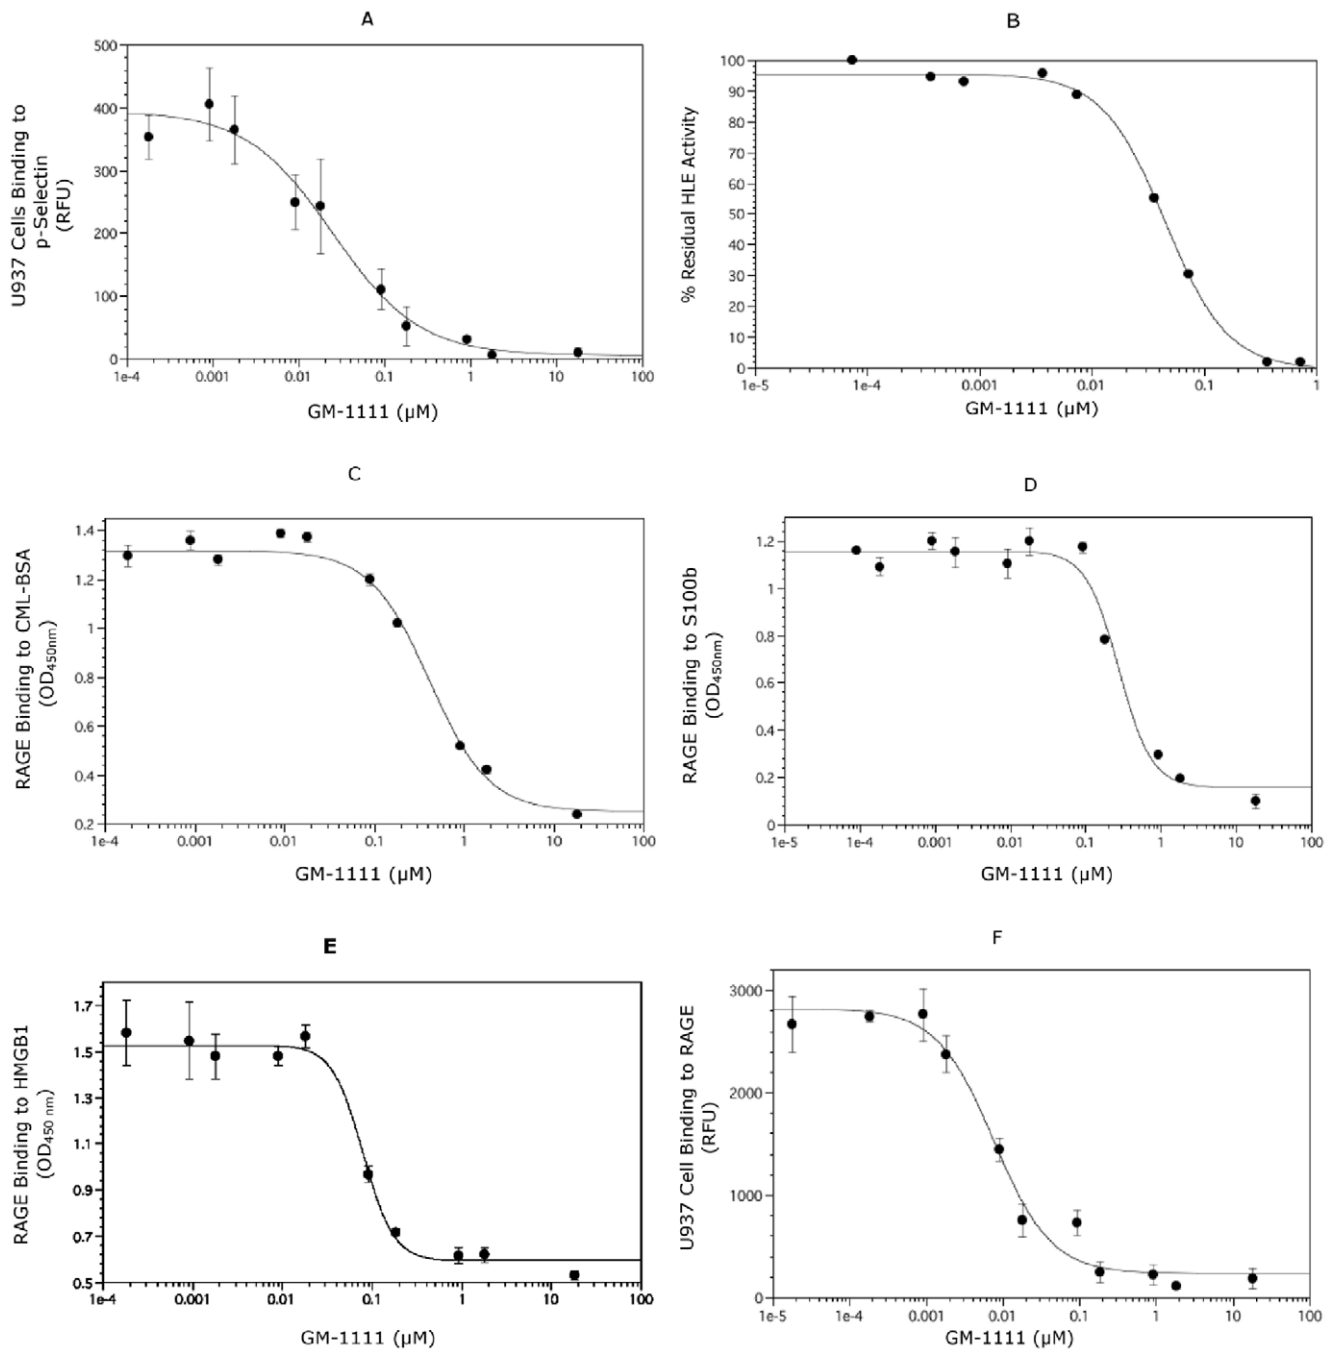 A
U937 Cells Binding to
p-Selectin
(RFU)
500
400
300
200
100
0
1e-4 0.001 0.01 0.1 1 10 100
GM-1111 (µM)
B
% Residual HLE Activity
100
90
80
70
60
50
40
30
20
10
0
1e-5 1e-4 0.001 0.01 0.1 1
GM-1111 (µM)
C
RAGE Binding to CML-BSA
(OD450nm)
1.4
1.2
1
0.8
0.6
0.4
0.2
1e-4 0.001 0.01 0.1 1 10 100
GM-1111 (µM)
D
RAGE Binding to S100b
(OD450nm)
1.2
1
0.8
0.6
0.4
0.2
0
1e-5 1e-4 0.001 0.01 0.1 1 10 100
GM-1111 (µM)
E
RAGE Binding to HMGB1
(OD450 nm)
1.7
1.5
1.3
1.1
0.9
0.7
0.5
1e-4 0.001 0.01 0.1 1 10 100
GM-1111 (µM)
F
U937 Cell Binding to RAGE
(RFU)
3000
2000
1000
0
1e-5 1e-4 0.001 0.01 0.1 1 10 100
GM-1111 (µM)